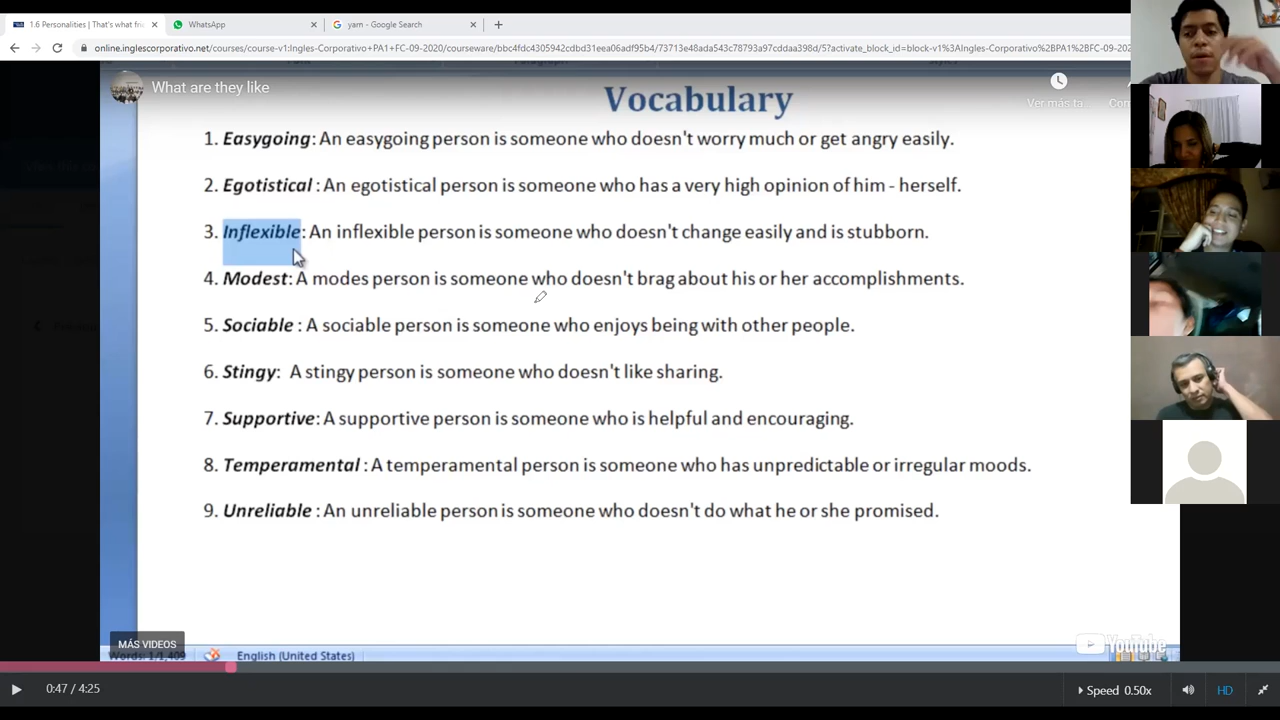 1.6 Personalities | That's what frie
WhatsApp
yarn - Google Search
online.inglescorporativo.net/courses/course-v1:Ingles-Corporativo+PA1+FC-09-2020/courseware/bbc4fdc4305942cdbd31eea06adf95b4/73713e48ada543c78793a97cddaa398d/5?activate_block_id=block-v1%3AIngles-Corporativo%2BPA1%2BFC-09-202
What are they like
Ver más ta...
Vocabulary
1. Easygoing: An easygoing person is someone who doesn't worry much or get angry easily.
2. Egotistical : An egotistical person is someone who has a very high opinion of him - herself.
3. Inflexible: An inflexible person is someone who doesn't change easily and is stubborn.
4. Modest: A modes person is someone who doesn't brag about his or her accomplishments.
5. Sociable : A sociable person is someone who enjoys being with other people.
6. Stingy: A stingy person is someone who doesn't like sharing.
7. Supportive: A supportive person is someone who is helpful and encouraging.
8. Temperamental : A temperamental person is someone who has unpredictable or irregular moods.
9. Unreliable : An unreliable person is someone who doesn't do what he or she promised.
MÁS VIDEOS
YouTube
Words: 1/1,409
English (United States)
0:47 / 4:25
Speed 0.50x
HD